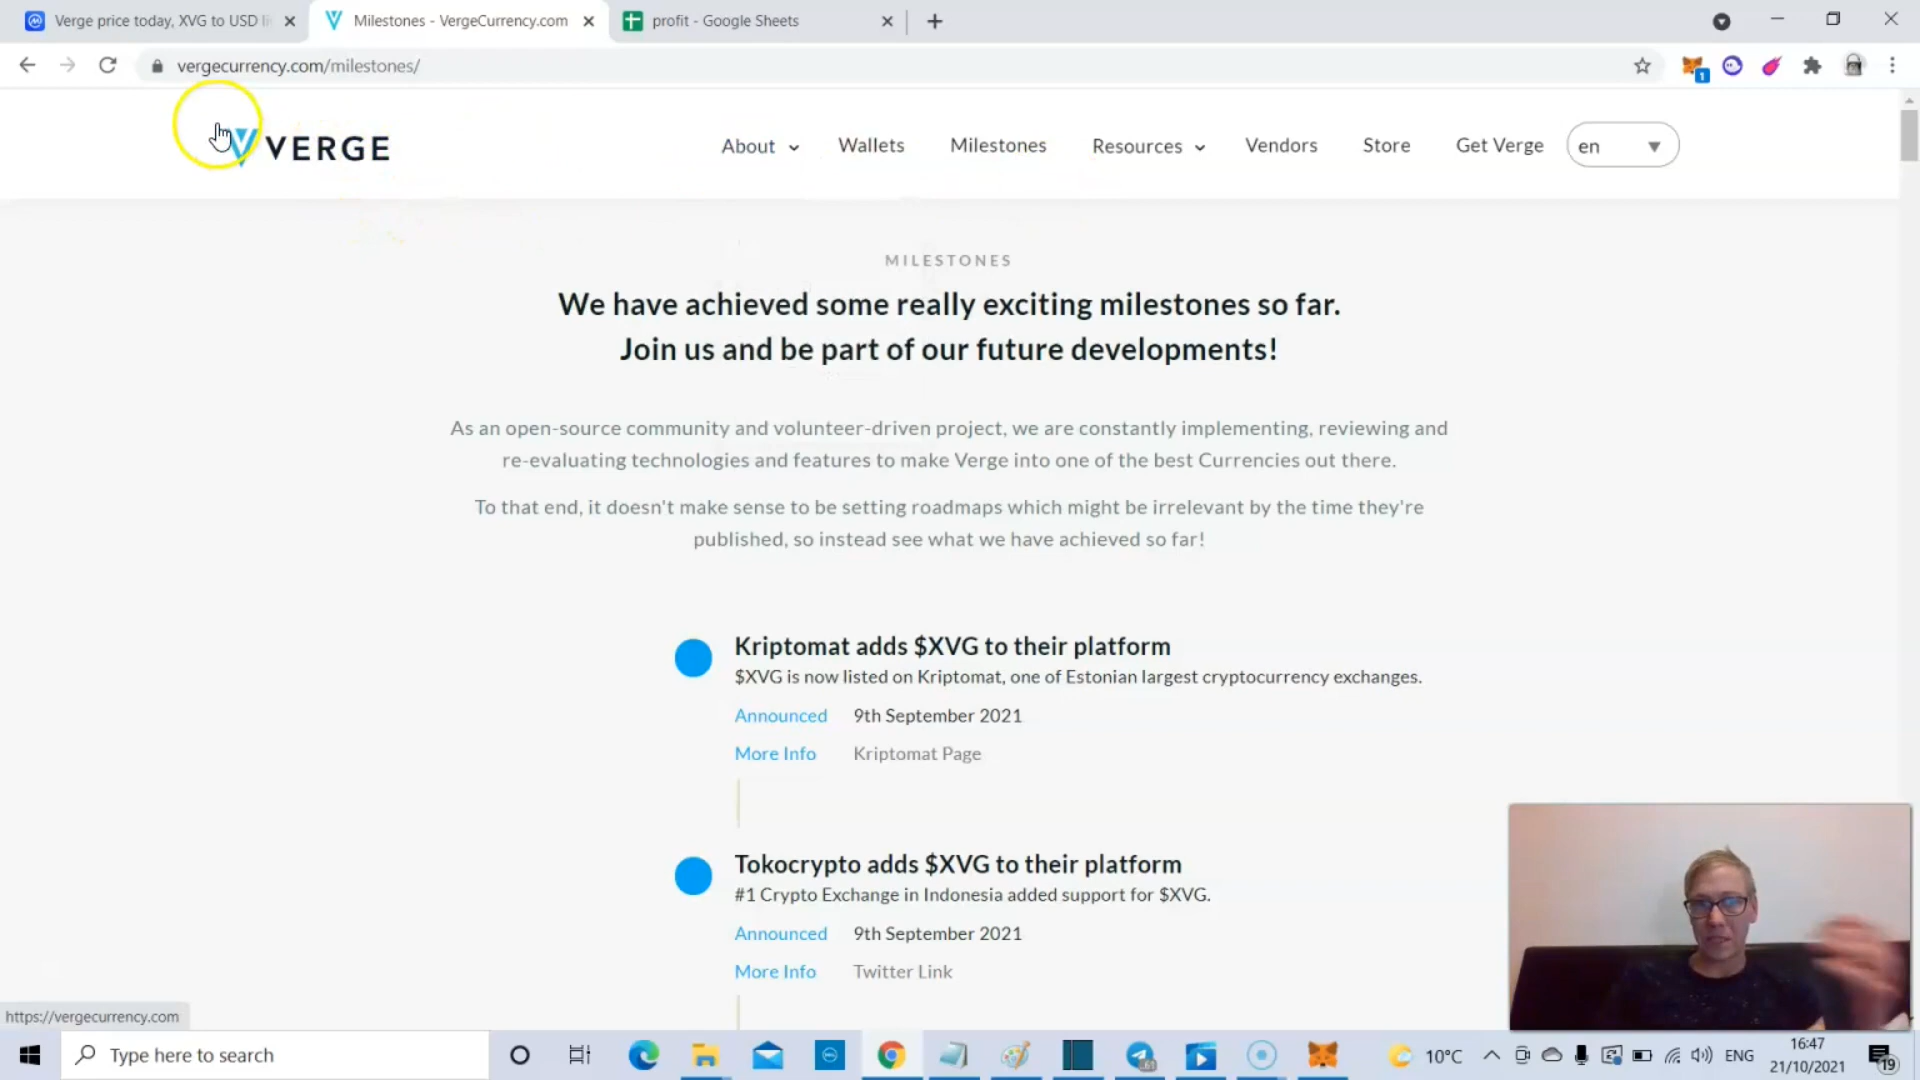 Verge price today, XVG to USD li
Milestones - VergeCurrency.com
profit - Google Sheets
vergecurrency.com/milestones/
1
VERGE
About
Wallets
Milestones
Resources
Vendors
Store
Get Verge
en
MILESTONES
We have achieved some really exciting milestones so far.
Join us and be part of our future developments!
As an open-source community and volunteer-driven project, we are constantly implementing, reviewing and
re-evaluating technologies and features to make Verge into one of the best Currencies out there.
To that end, it doesn't make sense to be setting roadmaps which might be irrelevant by the time they're
published, so instead see what we have achieved so far!
Kriptomat adds $XVG to their platform
$XVG is now listed on Kriptomat, one of Estonian largest cryptocurrency exchanges.
Announced 9th September 2021
More Info Kriptomat Page
Tokocrypto adds $XVG to their platform
#1 Crypto Exchange in Indonesia added support for $XVG.
Announced 9th September 2021
More Info Twitter Link
https://vergecurrency.com
Type here to search
10°C
ENG
16:47
21/10/2021
19